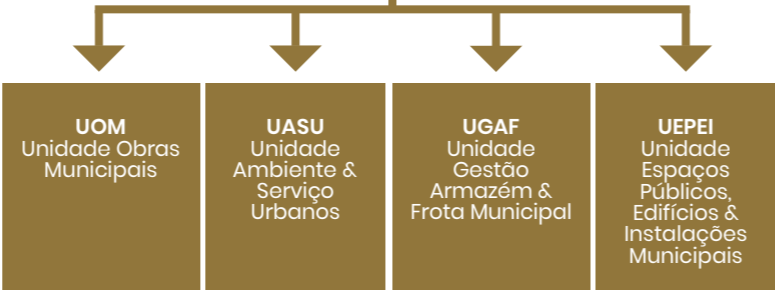 UOM
Unidade Obras
Municipais
UASU
Unidade
Ambiente &
Serviço
Urbanos
UGAF
Unidade
Gestão
Armazém &
Frota Municipal
UEPEI
Unidade
Espaços
Públicos,
Edifícios &
Instalações
Municipais